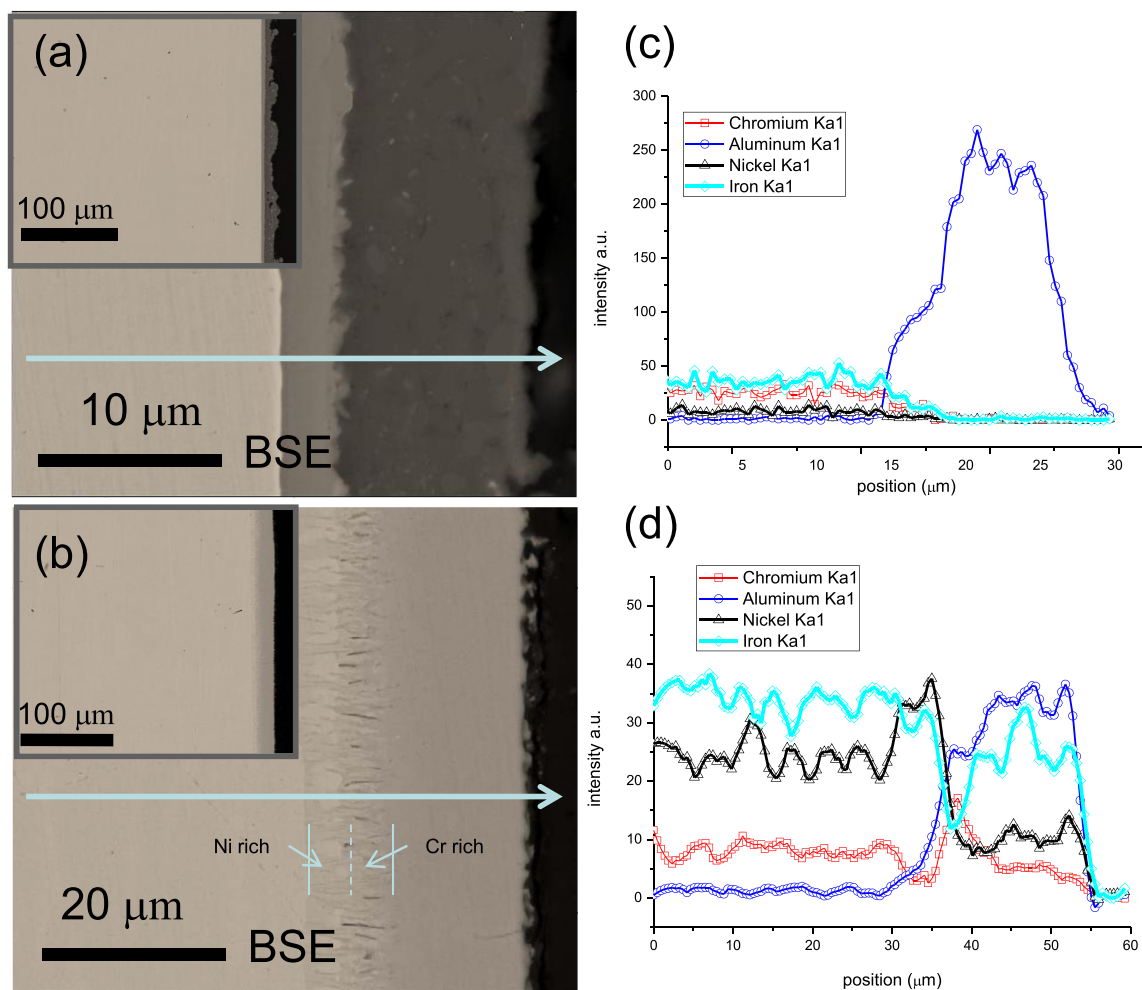 (a)
100 μm
10 μm
BSE
(b)
100 μm
Ni rich
Cr rich
20 μm
BSE
(c)
300
250
200
150
100
50
0
intensity a.u.
Chromium Ka1
Aluminum Ka1
Nickel Ka1
Iron Ka1
0 5 10 15 20 25 30
position (μm)
(d)
50
40
30
20
10
0
intensity a.u.
Chromium Ka1
Aluminum Ka1
Nickel Ka1
Iron Ka1
0 10 20 30 40 50 60
position (μm)